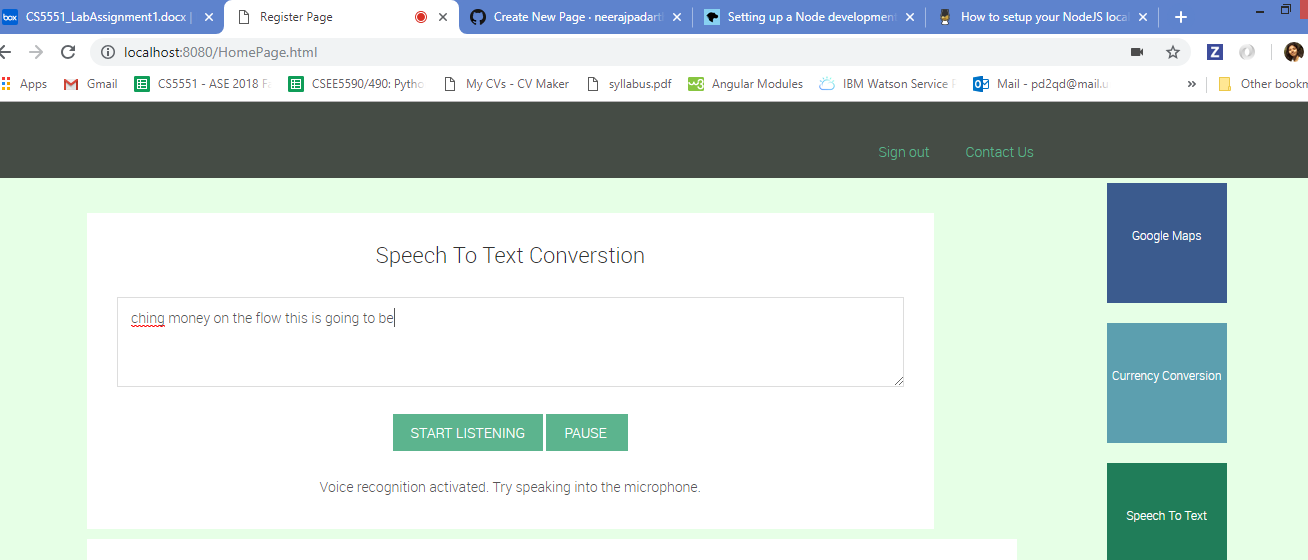 box CS5551_LabAssignment1.docx |
Register Page
Create New Page · neerajpadart
Setting up a Node development
How to setup your NodeJS local
localhost:8080/HomePage.html
Apps
Gmail
CS5551 - ASE 2018 Fa
CSEE5590/490: Pytho
My CVs - CV Maker
syllabus.pdf
w3
Angular Modules
IBM Watson Service P
Mail - pd2qd@mail.u
»
Other bookm
Sign out
Contact Us
Speech To Text Converstion
ching money on the flow this is going to be
START LISTENING
PAUSE
Voice recognition activated. Try speaking into the microphone.
Google Maps
Currency Conversion
Speech To Text